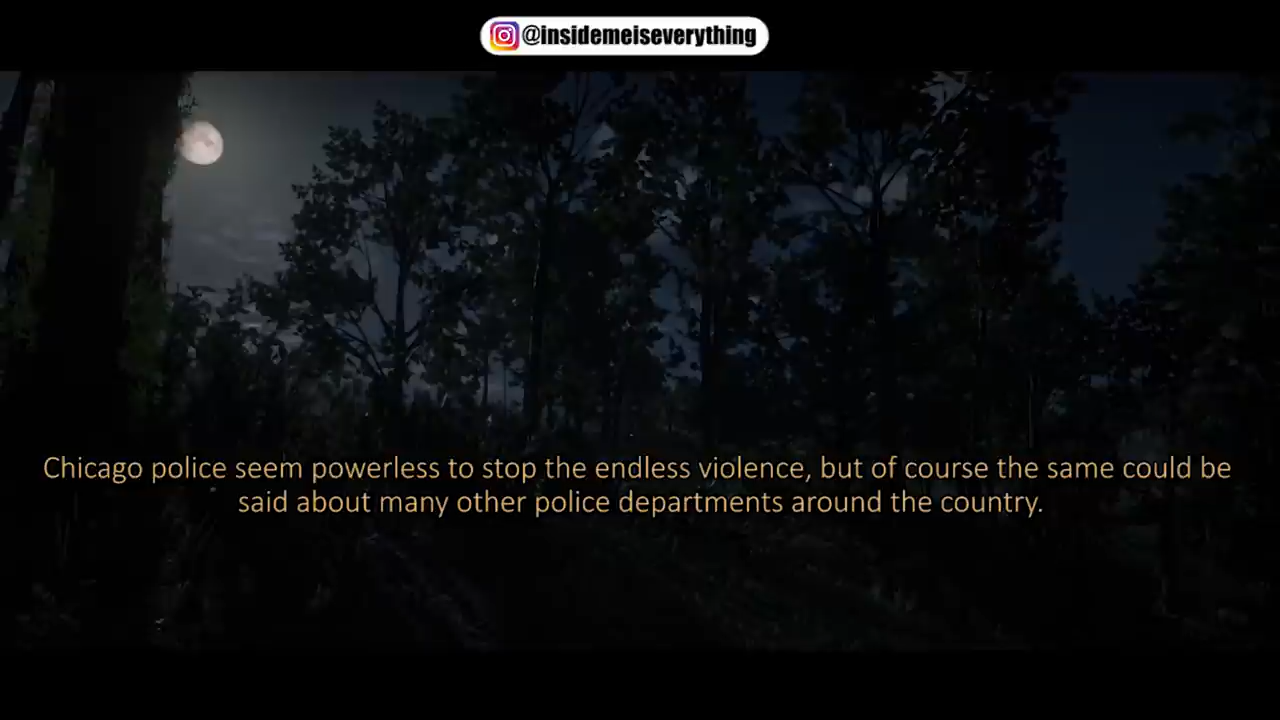 @insidemeiseverything
Chicago police seem powerless to stop the endless violence, but of course the same could be
said about many other police departments around the country.